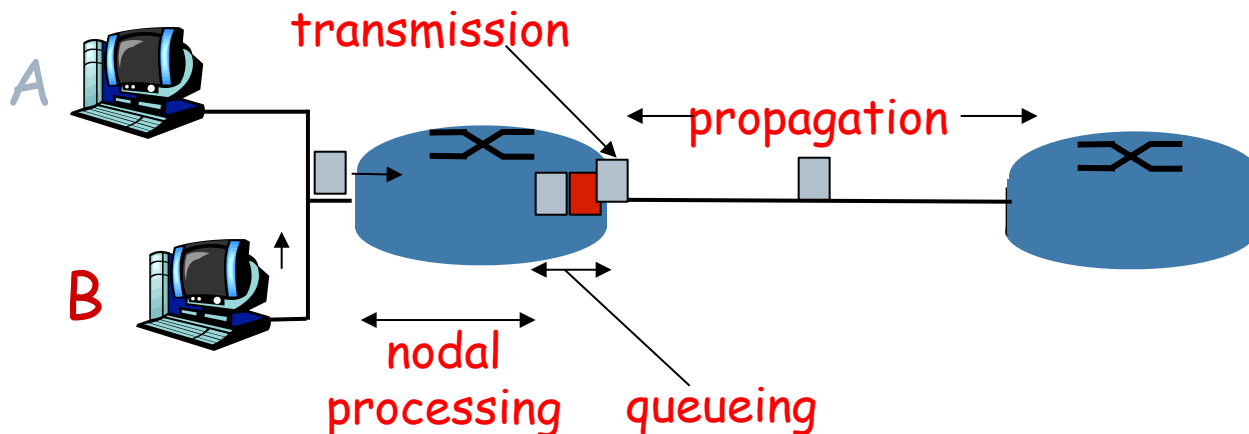 transmission
A
propagation
B
nodal
processing
queueing